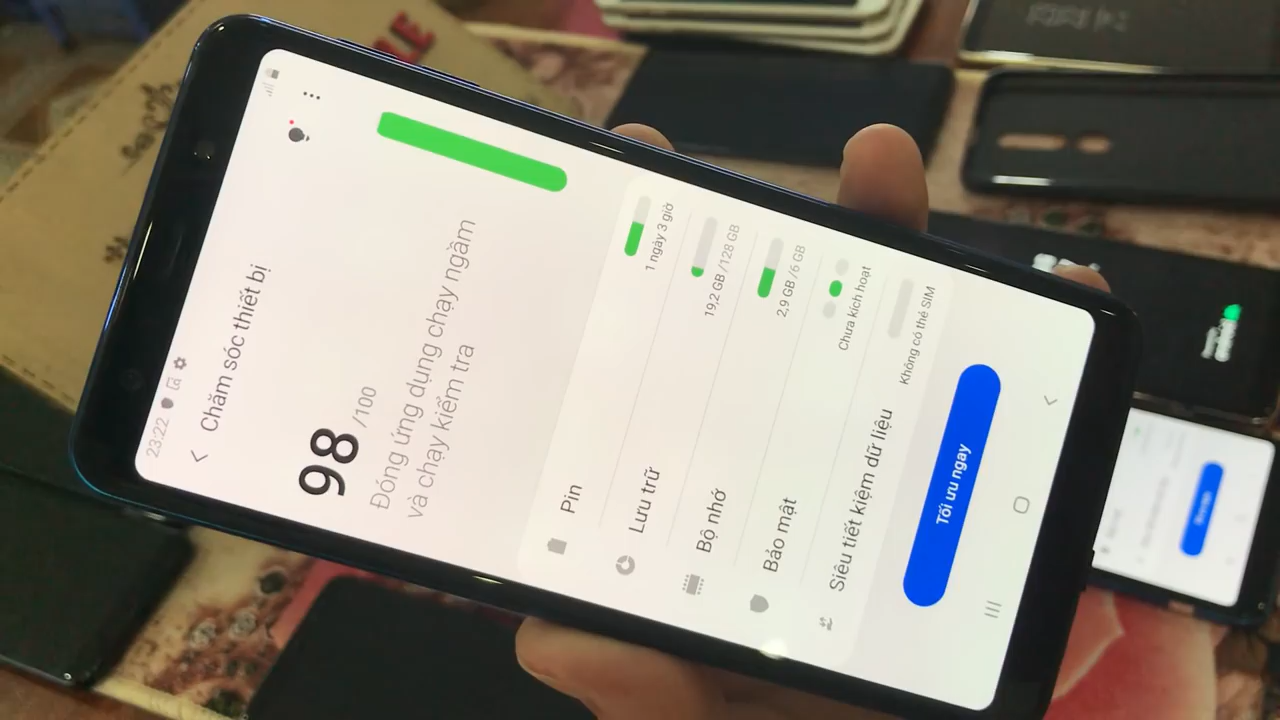 23:22
Chăm sóc thiết bị
98 /100
Đóng ứng dụng chạy ngầm
và chạy kiểm tra
Pin
1 ngày 3 giờ
Lưu trữ
19,2 GB /128 GB
Bộ nhớ
2,9 GB /6 GB
Bảo mật
Chưa kích hoạt
Siêu tiết kiệm dữ liệu
Không có thẻ SIM
Tối ưu ngay